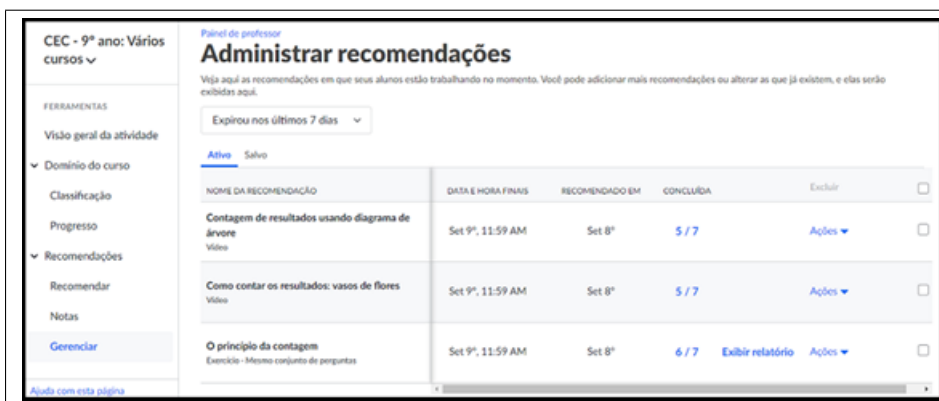 CEC - 9º ano: Vários
cursos
FERRAMENTAS
Visão geral da atividade
Domínio do curso
Classificação
Progresso
Recomendações
Recomendar
Notas
Gerenciar
Ajuda com esta página
Painel de professor
Administrar recomendações
Veja aqui as recomendações em que seus alunos estão trabalhando no momento. Você pode adicionar mais recomendações ou alterar as que já existem, e elas serão
exibidas aqui.
Expirou nos últimos 7 dias
Ativo Salvo
NOME DA RECOMENDAÇÃO DATA E HORA FINAIS RECOMENDADO EM CONCLUÍDA Excluir
Contagem de resultados usando diagrama de
árvore
Vídeo
Set 9º, 11:59 AM Set 8º 5 / 7 Ações
Como contar os resultados: vasos de flores
Vídeo
Set 9º, 11:59 AM Set 8º 5 / 7 Ações
O princípio da contagem
Exercício - Mesmo conjunto de perguntas
Set 9º, 11:59 AM Set 8º 6 / 7 Exibir relatório Ações